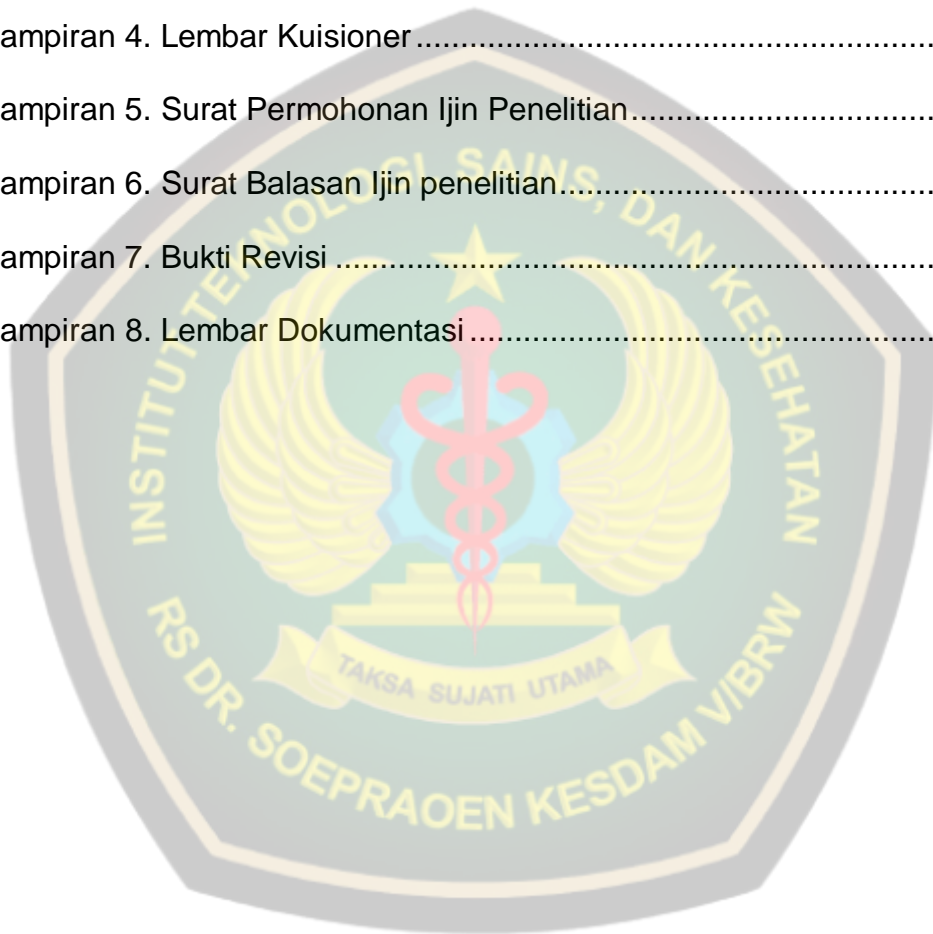 ampiran 4. Lembar Kuisioner................................................................
ampiran 5. Surat Permohonan Ijin Penelitian.....................................
ampiran 6. Surat Balasan Ijin penelitian..............................................
ampiran 7. Bukti Revisi .........................................................................
ampiran 8. Lembar Dokumentasi .........................................................
INSTITUT TEKNOLOGI, SAINS, DAN KESEHATAN
TAKSA SUJATI UTAMA
RS DR. SOEPRAOEN KESDAM V/BRW